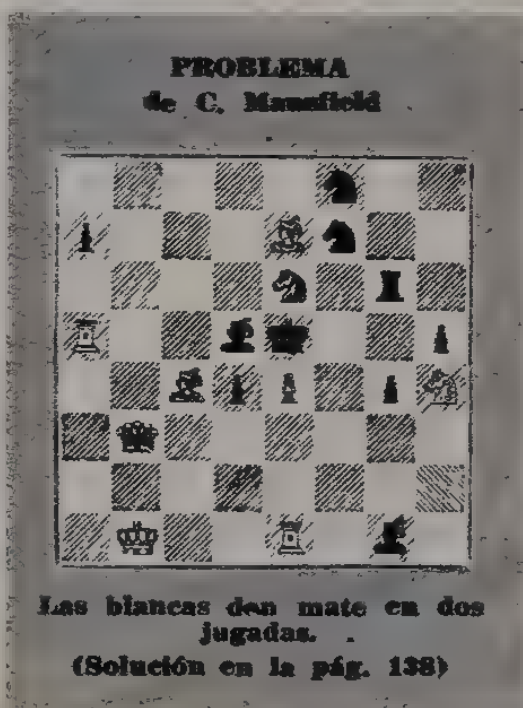 PROBLEMA
de C. Mansfield
Las blancas dan mate en dos
jugadas.
(Solución en la pág. 138)